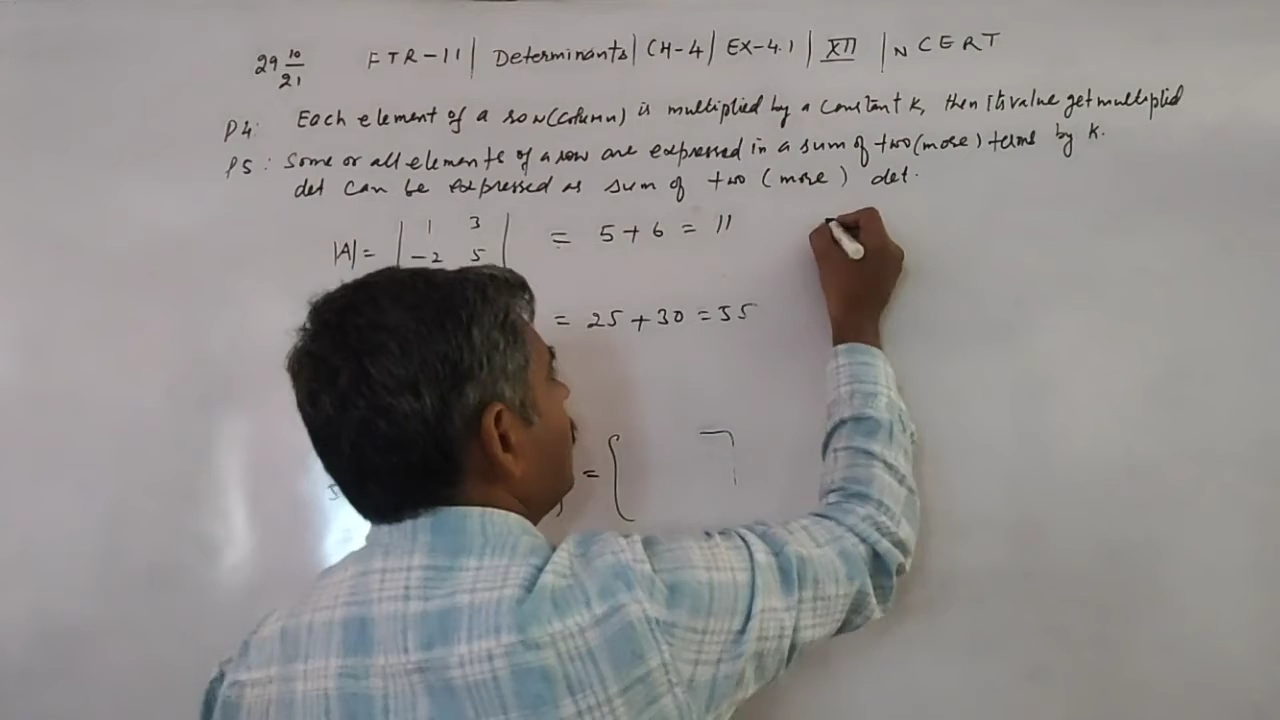 29 10/21 FTR-11 | Determinants | CH-4 | EX-4.1 | XII | NCERT
P4: Each element of a row(column) is multiplied by a constant K, then its value get multiplied by K.
P5: Some or all elements of a row are expressed in a sum of two(more) terms
det can be expressed as sum of two (more) det.
|A| = | 1 3 | = 5+6 = 11
| -2 5 |
= 25+30 = 55
= [ ]